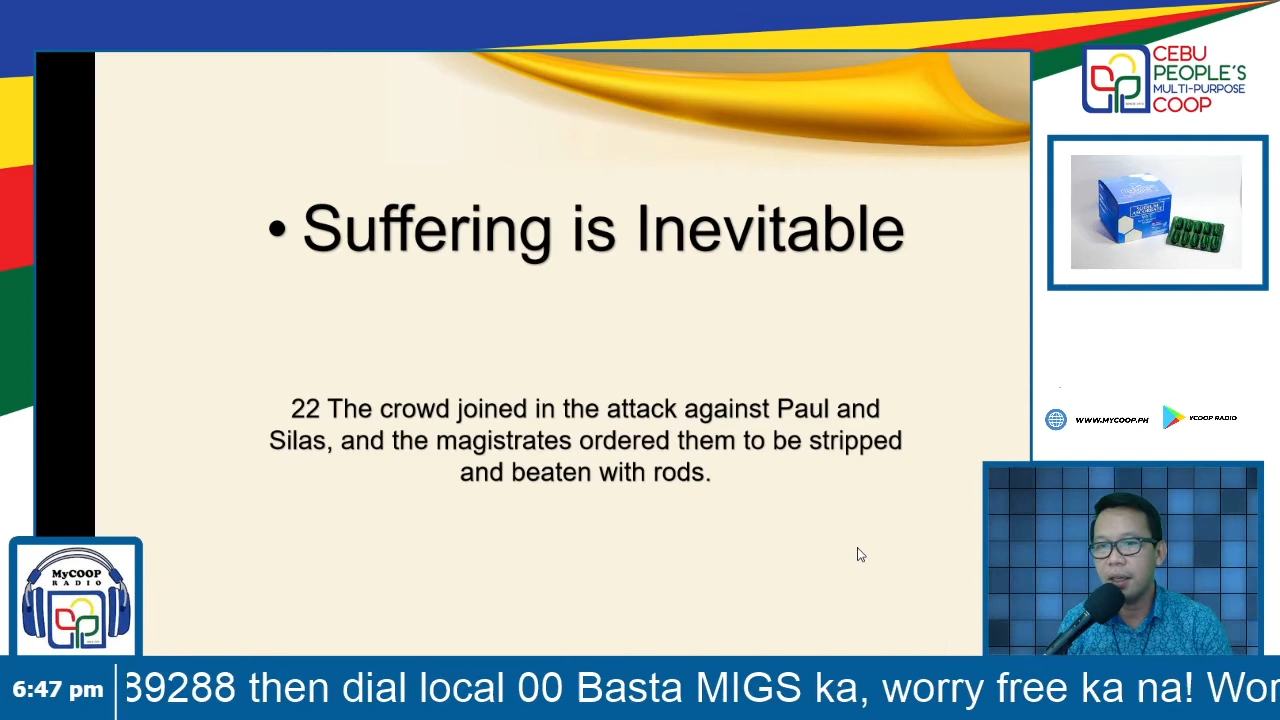 CEBU
PEOPLE'S
MULTI-PURPOSE
COOP
• Suffering is Inevitable
22 The crowd joined in the attack against Paul and
Silas, and the magistrates ordered them to be stripped
and beaten with rods.
WWW.MYCOOP.PH
YCOOP RADIO
MyCOOP
RADIO
6:47 pm
39288 then dial local 00 Basta MIGS ka, worry free ka na! Wor